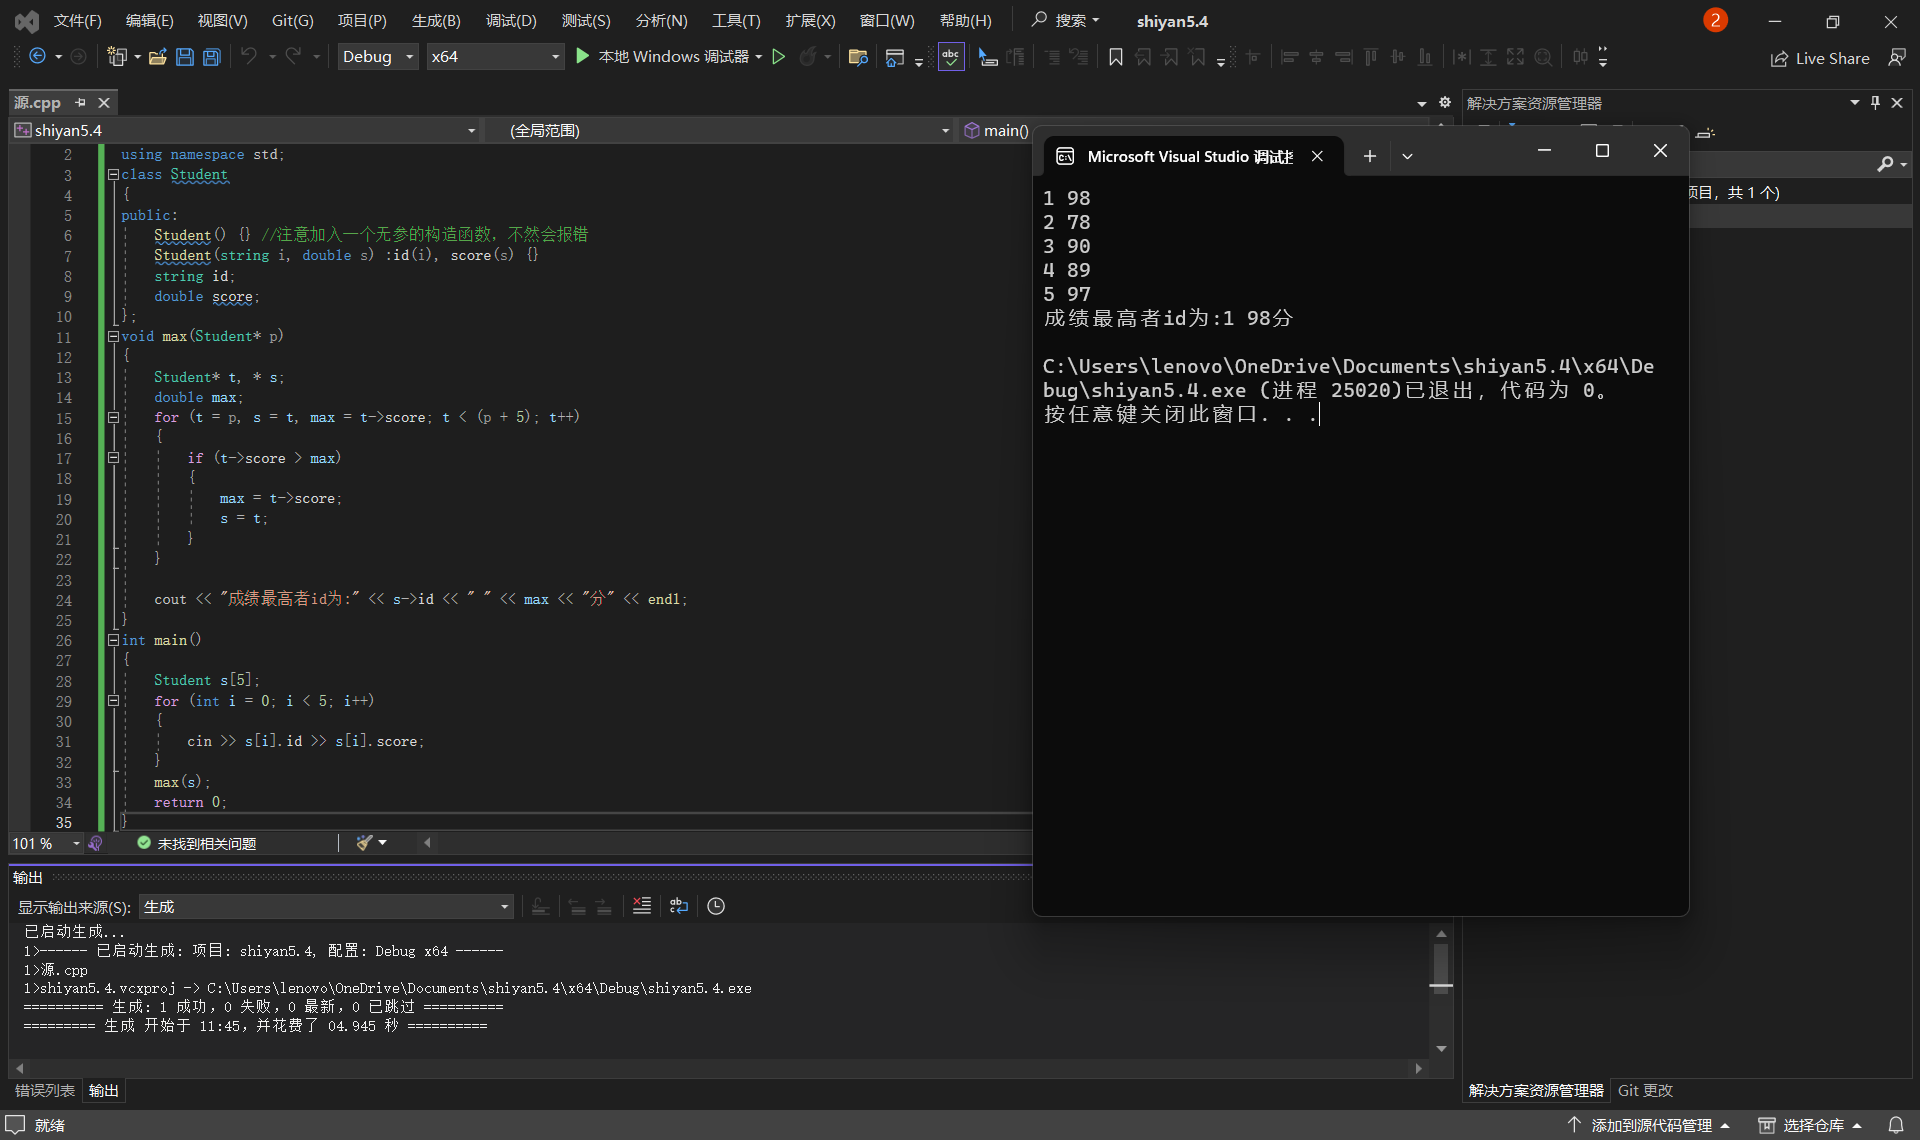 文件(F) 编辑(E) 视图(V) Git(G) 项目(P) 生成(B) 调试(D) 测试(S) 分析(N) 工具(T) 扩展(X) 窗口(W) 帮助(H) 搜索 shiyan5.4 2
Debug x64 本地 Windows 调试器 abc Live Share
源.cpp
shiyan5.4 (全局范围) main()
2 using namespace std;
3 class Student
4 {
5 public:
6 Student() {} //注意加入一个无参的构造函数，不然会报错
7 Student(string i, double s) :id(i), score(s) {}
8 string id;
9 double score;
10 };
11 void max(Student* p)
12 {
13 Student* t, * s;
14 double max;
15 for (t = p, s = t, max = t->score; t < (p + 5); t++)
16 {
17 if (t->score > max)
18 {
19 max = t->score;
20 s = t;
21 }
22 }
23
24 cout << "成绩最高者id为:" << s->id << " " << max << "分" << endl;
25 }
26 int main()
27 {
28 Student s[5];
29 for (int i = 0; i < 5; i++)
30 {
31 cin >> s[i].id >> s[i].score;
32 }
33 max(s);
34 return 0;
35 }
101 % 未找到相关问题
输出
显示输出来源(S): 生成
已启动生成...
1>------ 已启动生成: 项目: shiyan5.4, 配置: Debug x64 ------
1>源.cpp
1>shiyan5.4.vcxproj -> C:\Users\lenovo\OneDrive\Documents\shiyan5.4\x64\Debug\shiyan5.4.exe
========== 生成: 1 成功，0 失败，0 最新，0 已跳过 ==========
========= 生成 开始于 11:45，并花费了 04.945 秒 ==========
错误列表 输出
就绪
Microsoft Visual Studio 调试
1 98
2 78
3 90
4 89
5 97
成绩最高者id为:1 98分
C:\Users\lenovo\OneDrive\Documents\shiyan5.4\x64\De
bug\shiyan5.4.exe (进程 25020)已退出，代码为 0。
按任意键关闭此窗口. . .
解决方案资源管理器
项目，共 1 个)
解决方案资源管理器 Git 更改
添加到源代码管理 选择仓库